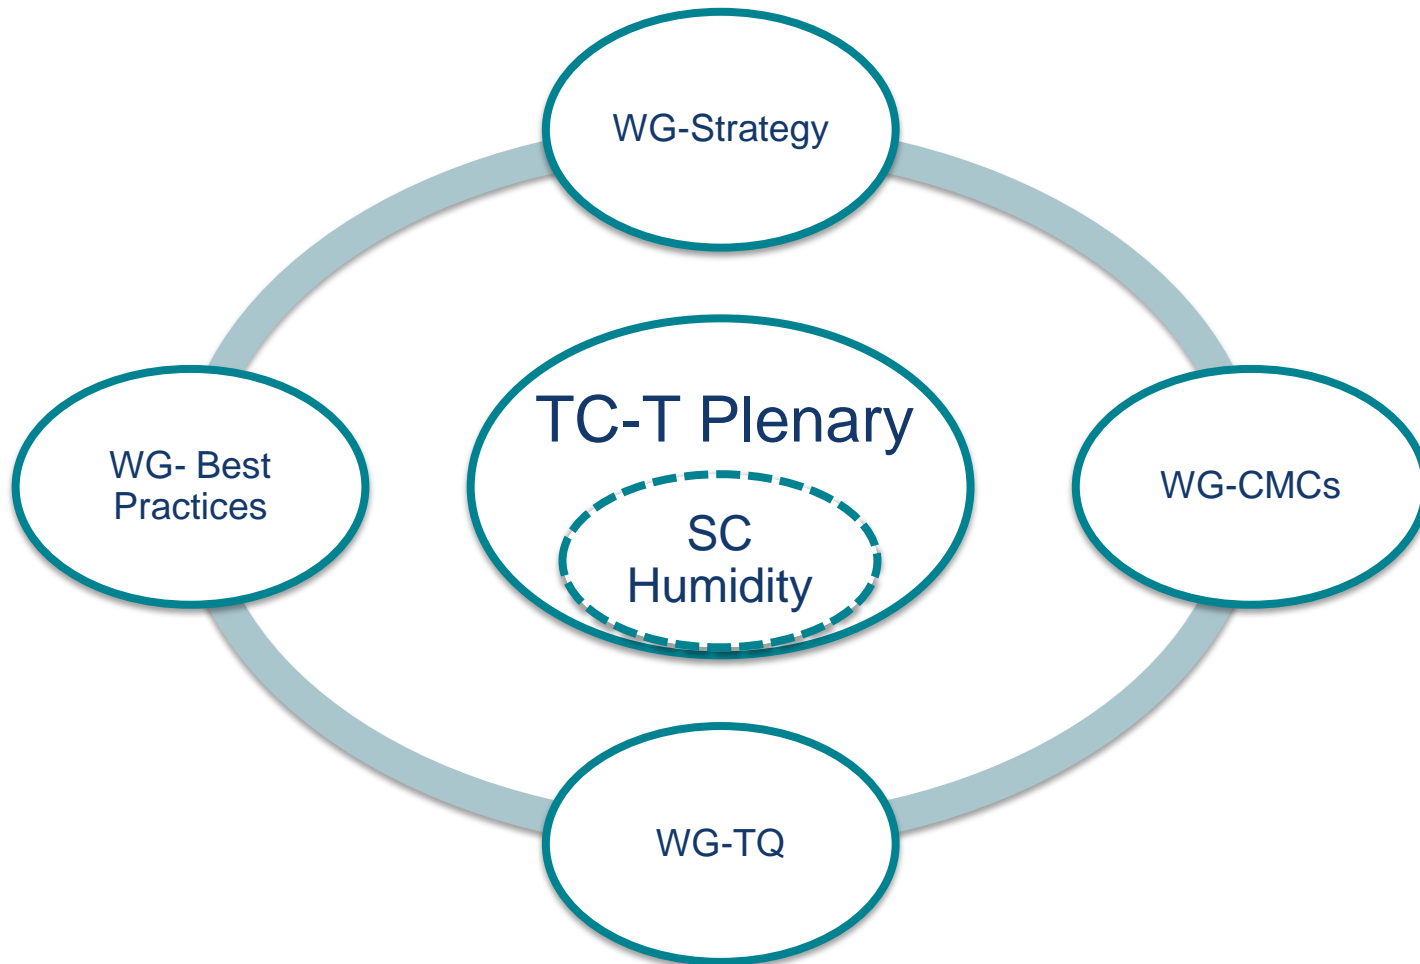 WG-Strategy
WG- Best
Practices
TC-T Plenary
SC
Humidity
WG-CMCs
WG-TQ